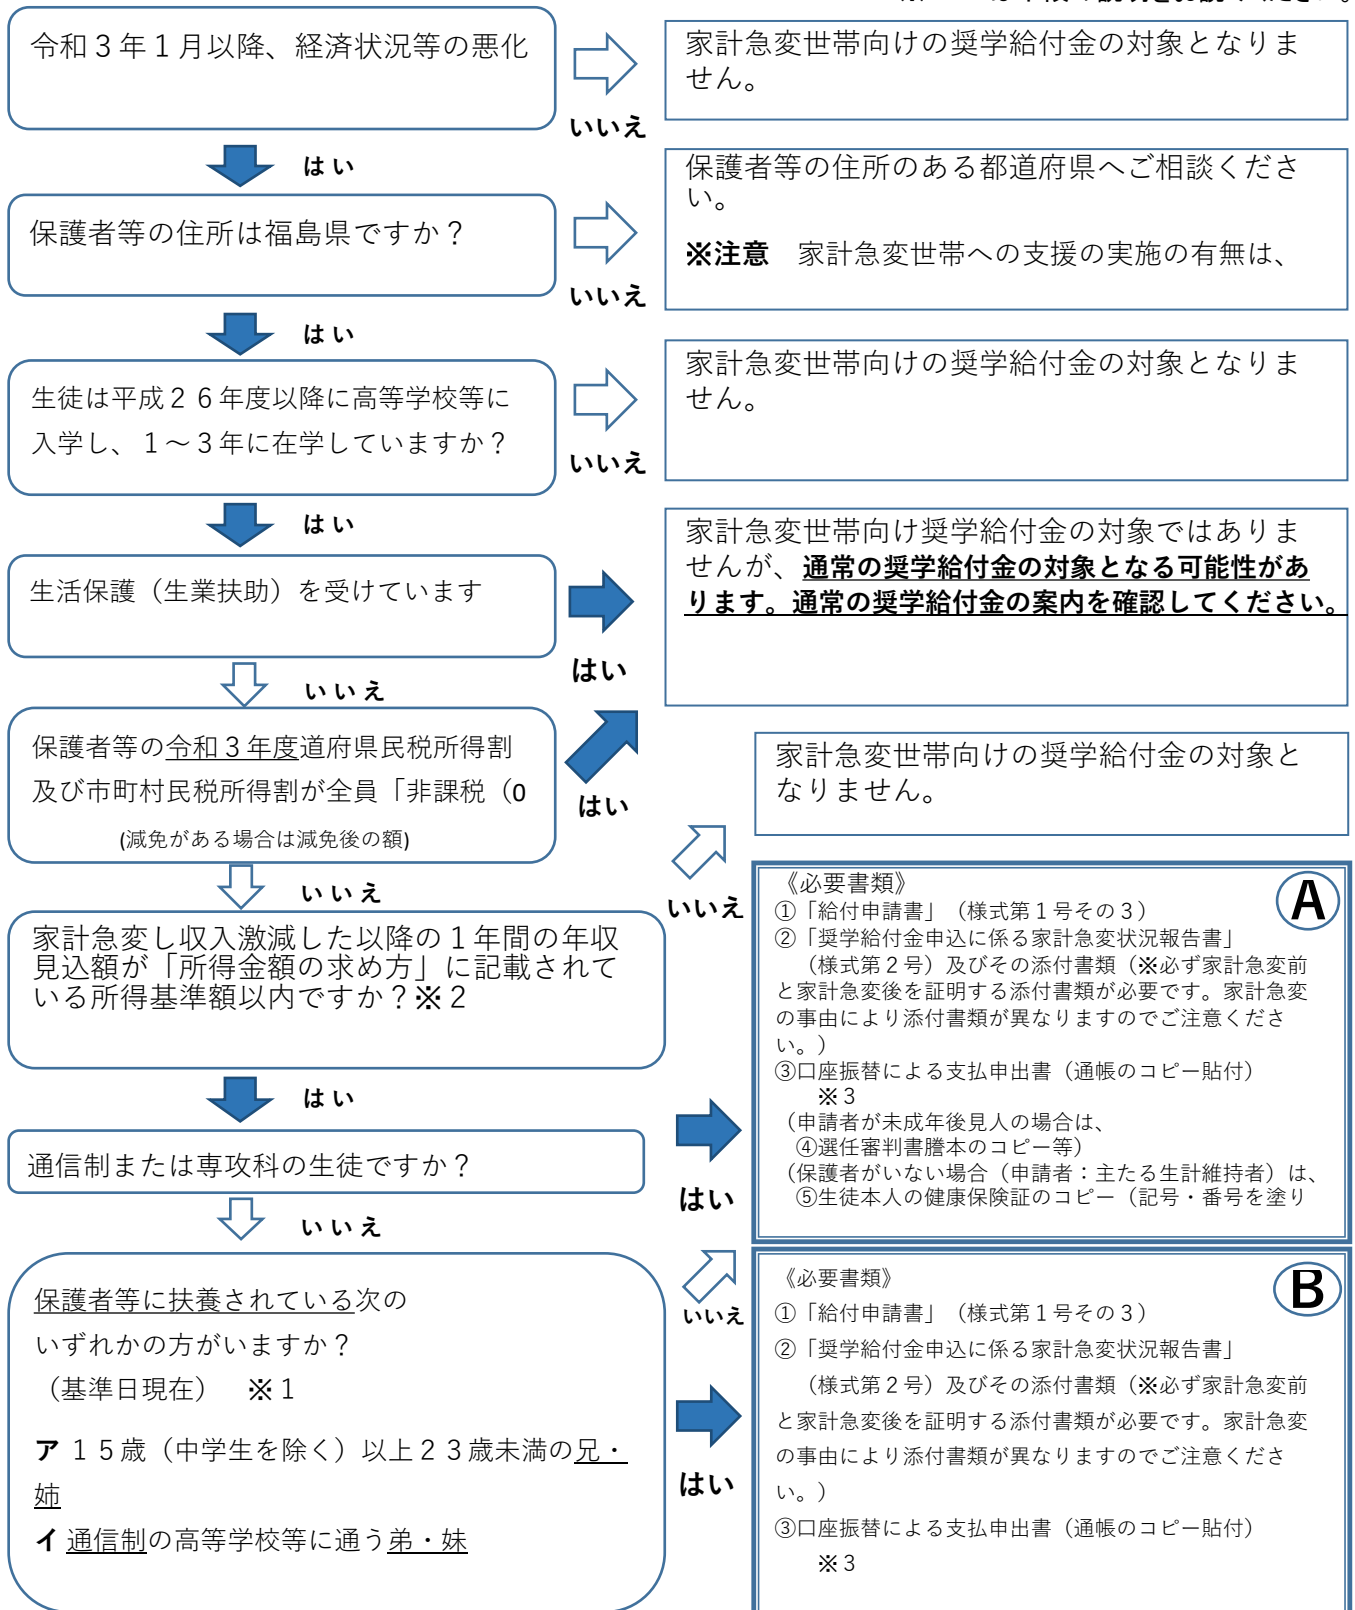 令和３年１月以降、経済状況等の悪化
いいえ
家計急変世帯向けの奨学給付金の対象となりま
せん。
はい
保護者等の住所は福島県ですか？
いいえ
保護者等の住所のある都道府県へご相談くださ
い。
※注意　家計急変世帯への支援の実施の有無は、
はい
生徒は平成２６年度以降に高等学校等に
入学し、１～３年に在学していますか？
いいえ
家計急変世帯向けの奨学給付金の対象となりま
せん。
はい
生活保護（生業扶助）を受けています
はい
家計急変世帯向け奨学給付金の対象ではありま
せんが、通常の奨学給付金の対象となる可能性があ
ります。通常の奨学給付金の案内を確認してください。
いいえ
保護者等の令和３年度道府県民税所得割
及び市町村民税所得割が全員「非課税（0
(減免がある場合は減免後の額)
はい
いいえ
家計急変し収入激減した以降の１年間の年収
見込額が「所得金額の求め方」に記載されて
いる所得基準額以内ですか？※２
いいえ
家計急変世帯向けの奨学給付金の対象と
なりません。
はい
通信制または専攻科の生徒ですか？
はい
A
《必要書類》
①「給付申請書」（様式第１号その３）
②「奨学給付金申込に係る家計急変状況報告書」
（様式第２号）及びその添付書類（※必ず家計急変前
と家計急変後を証明する添付書類が必要です。家計急変
の事由により添付書類が異なりますのでご注意くださ
い。）
③口座振替による支払申出書（通帳のコピー貼付）
※３
（申請者が未成年後見人の場合は、
④選任審判書謄本のコピー等）
（保護者がいない場合（申請者：主たる生計維持者）は、
⑤生徒本人の健康保険証のコピー（記号・番号を塗り
いいえ
保護者等に扶養されている次の
いずれかの方がいますか？
（基準日現在）　※１
ア １５歳（中学生を除く）以上２３歳未満の兄・
姉
イ 通信制の高等学校等に通う弟・妹
いいえ
はい
B
《必要書類》
①「給付申請書」（様式第１号その３）
②「奨学給付金申込に係る家計急変状況報告書」
（様式第２号）及びその添付書類（※必ず家計急変前
と家計急変後を証明する添付書類が必要です。家計急変
の事由により添付書類が異なりますのでご注意くださ
い。）
③口座振替による支払申出書（通帳のコピー貼付）
※３